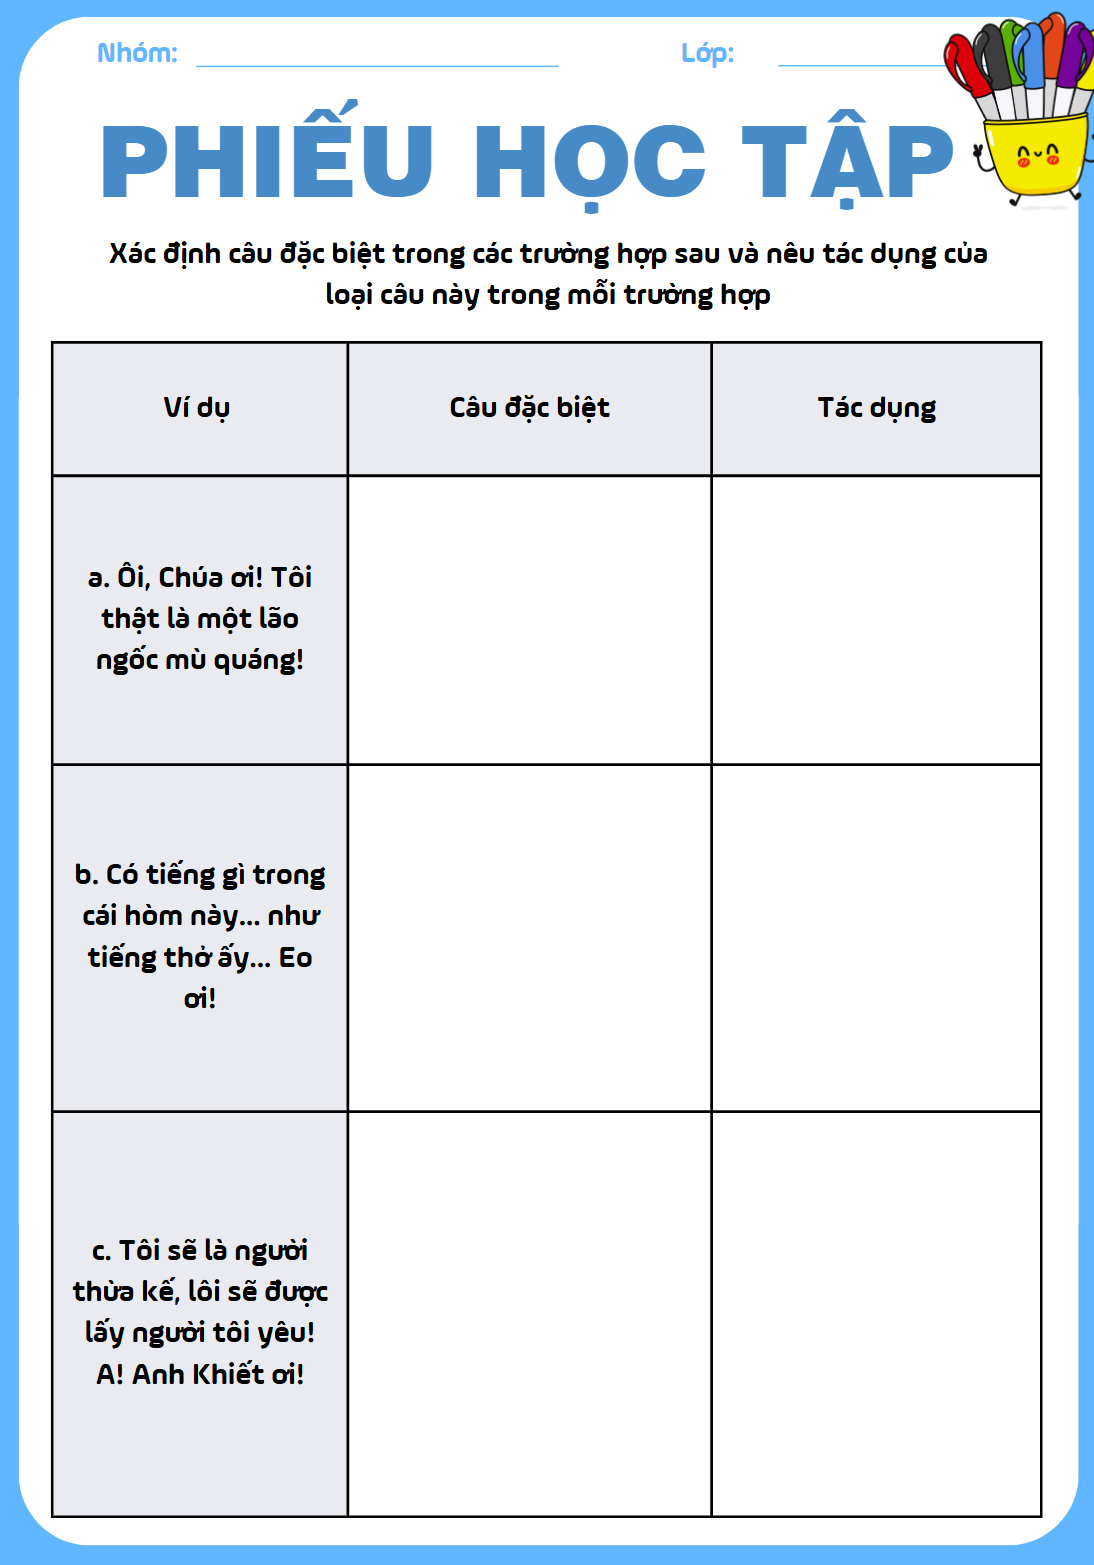 Nhóm:
Lớp:
PHIẾU HỌC TẬP
Xác định câu đặc biệt trong các trường hợp sau và nêu tác dụng của
loại câu này trong mỗi trường hợp
Ví dụ
Câu đặc biệt
Tác dụng
a. Ôi, Chúa ơi! Tôi
thật là một lão
ngốc mù quáng!
b. Có tiếng gì trong
cái hòm này... như
tiếng thở ấy... Eo
ơi!
c. Tôi sẽ là người
thừa kế, lôi sẽ được
lấy người tôi yêu!
A! Anh Khiết ơi!